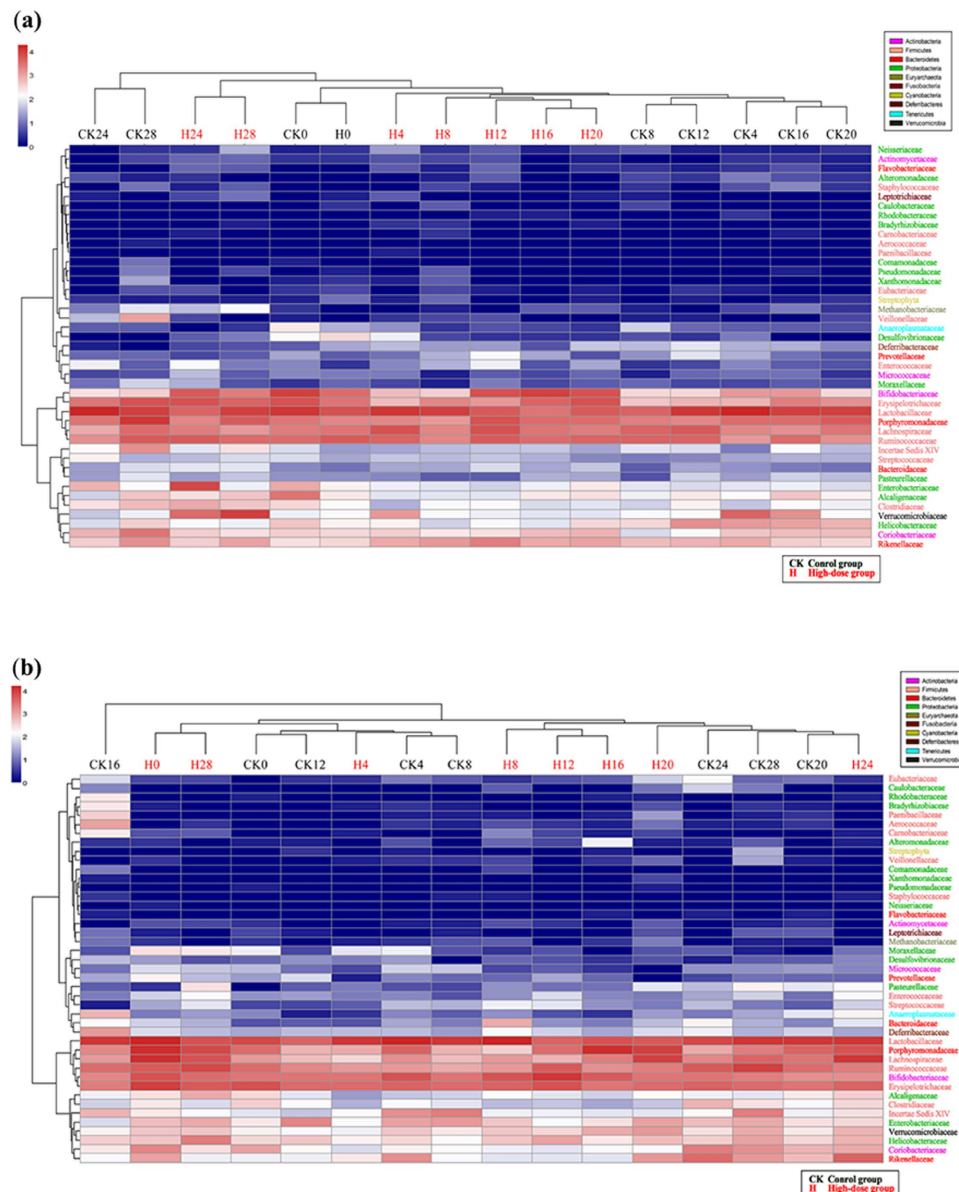 (a)
4
3
2
1
0
Actinobacteria
Firmicutes
Bacteroidetes
Proteobacteria
Euryarchaeota
Fusobacteria
Cyanobacteria
Deferribacteres
Tenericutes
Verrucomicrobia
CK24 CK28 H24 H28 CK0 H0 H4 H8 H12 H16 H20 CK8 CK12 CK4 CK16 CK20
Neisseriaceae
Actinomycetaceae
Flavobacteriaceae
Alteromonadaceae
Staphylococcaceae
Leptotrichiaceae
Caulobacteraceae
Rhodobacteraceae
Bradyrhizobiaceae
Carnobacteriaceae
Aerococcaceae
Paenibacillaceae
Comamonadaceae
Pseudomonadaceae
Xanthomonadaceae
Eubacteriaceae
Streptophyta
Methanobacteriaceae
Veillonellaceae
Anaeroplasmataceae
Desulfovibrionaceae
Deferribacteraceae
Prevotellaceae
Enterococcaceae
Micrococcaceae
Moraxellaceae
Bifidobacteriaceae
Erysipelotrichaceae
Lactobacillaceae
Porphyromonadaceae
Lachnospiraceae
Ruminococcaceae
Incertae Sedis XIV
Streptococcaceae
Bacteroidaceae
Pasteurellaceae
Enterobacteriaceae
Alcaligenaceae
Clostridiaceae
Verrucomicrobiaceae
Helicobacteraceae
Coriobacteriaceae
Rikenellaceae
CK Conrol group
H High-dose group
(b)
4
3
2
1
0
Actinobacteria
Firmicutes
Bacteroidetes
Proteobacteria
Euryarchaeota
Fusobacteria
Cyanobacteria
Deferribacteres
Tenericutes
Verrucomicrobia
CK16 H0 H28 CK0 CK12 H4 CK4 CK8 H8 H12 H16 H20 CK24 CK28 CK20 H24
Eubacteriaceae
Caulobacteraceae
Rhodobacteraceae
Bradyrhizobiaceae
Paenibacillaceae
Aerococcaceae
Carnobacteriaceae
Alteromonadaceae
Streptophyta
Veillonellaceae
Comamonadaceae
Xanthomonadaceae
Pseudomonadaceae
Staphylococcaceae
Neisseriaceae
Flavobacteriaceae
Actinomycetaceae
Leptotrichiaceae
Methanobacteriaceae
Moraxellaceae
Desulfovibrionaceae
Micrococcaceae
Prevotellaceae
Pasteurellaceae
Enterococcaceae
Streptococcaceae
Anaeroplasmataceae
Bacteroidaceae
Deferribacteraceae
Lactobacillaceae
Porphyromonadaceae
Lachnospiraceae
Ruminococcaceae
Bifidobacteriaceae
Erysipelotrichaceae
Alcaligenaceae
Clostridiaceae
Incertae Sedis XIV
Enterobacteriaceae
Verrucomicrobiaceae
Helicobacteraceae
Coriobacteriaceae
Rikenellaceae
CK Conrol group
H High-dose group